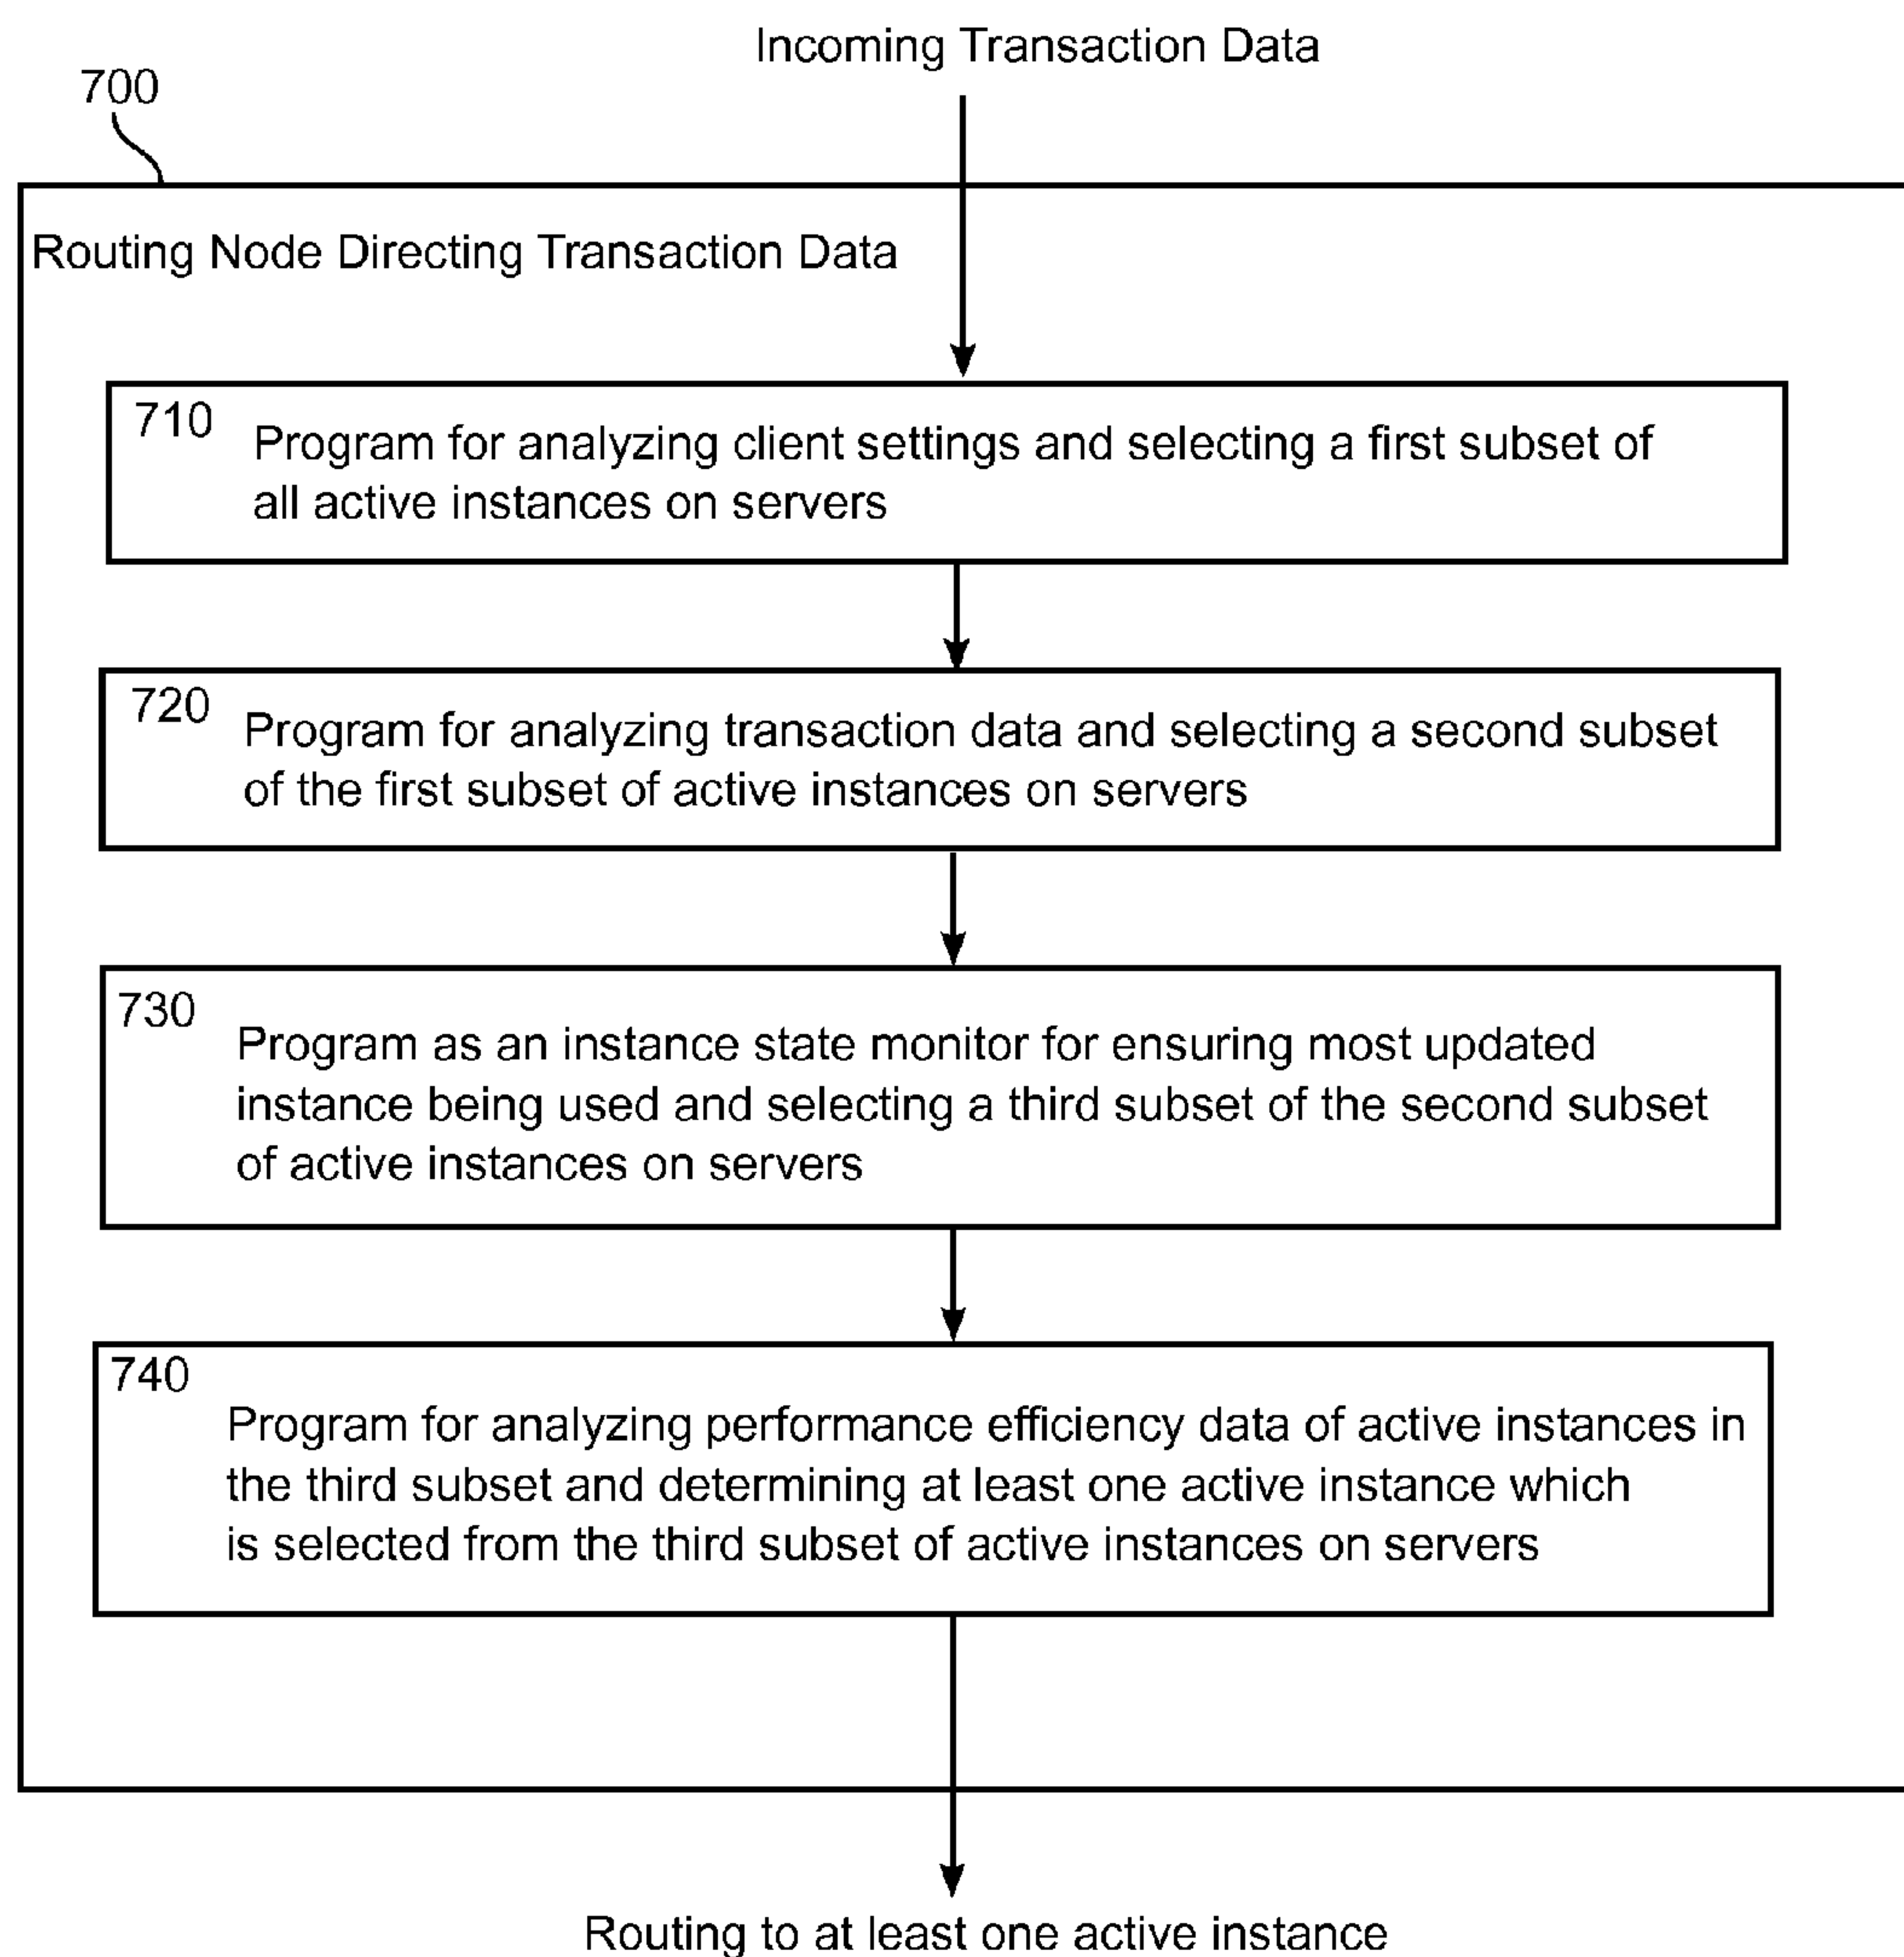 Incoming Transaction Data
700
Routing Node Directing Transaction Data
710
Program for analyzing client settings and selecting a first subset of
all active instances on servers
720
Program for analyzing transaction data and selecting a second subset
of the first subset of active instances on servers
730
Program as an instance state monitor for ensuring most updated
instance being used and selecting a third subset of the second subset
of active instances on servers
740
Program for analyzing performance efficiency data of active instances in
the third subset and determining at least one active instance which
is selected from the third subset of active instances on servers
Routing to at least one active instance